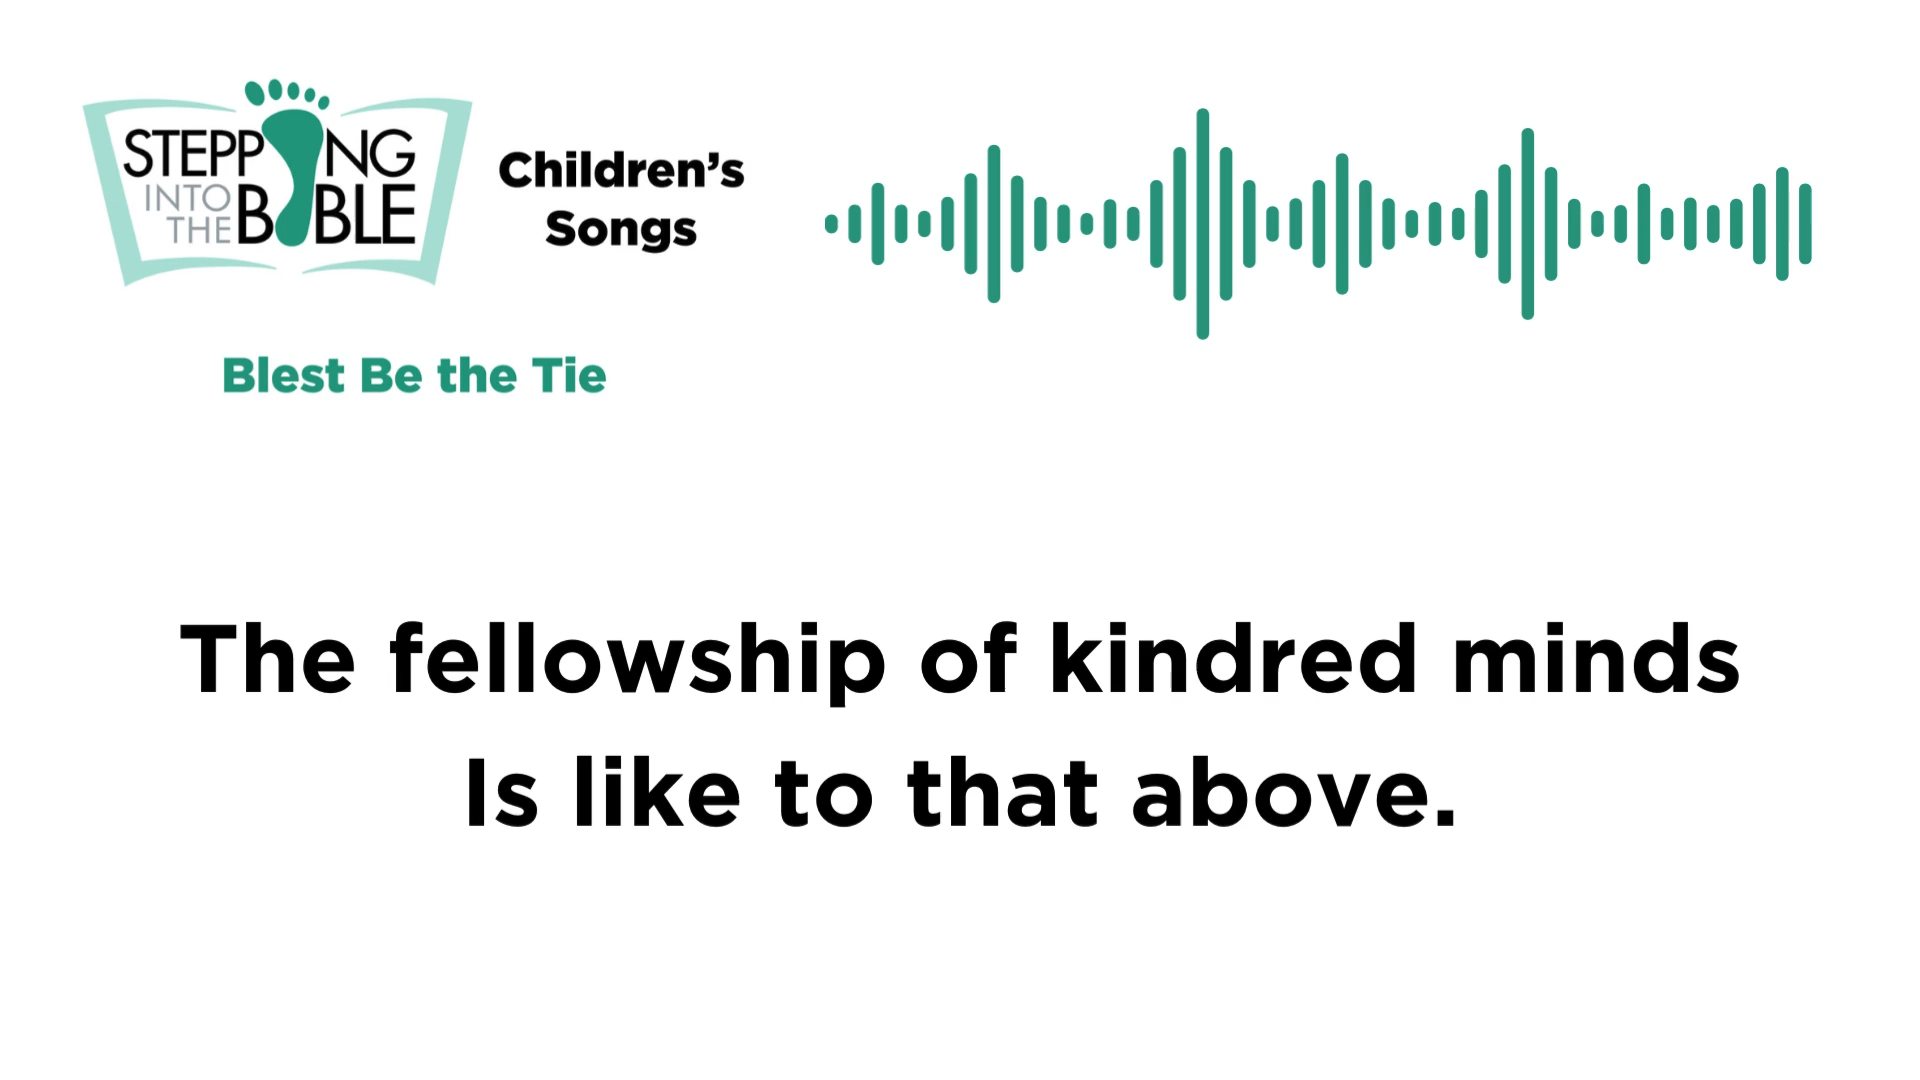 STEPPING
INTO
THE BIBLE
Children's
Songs
Blest Be the Tie
The fellowship of kindred minds
Is like to that above.